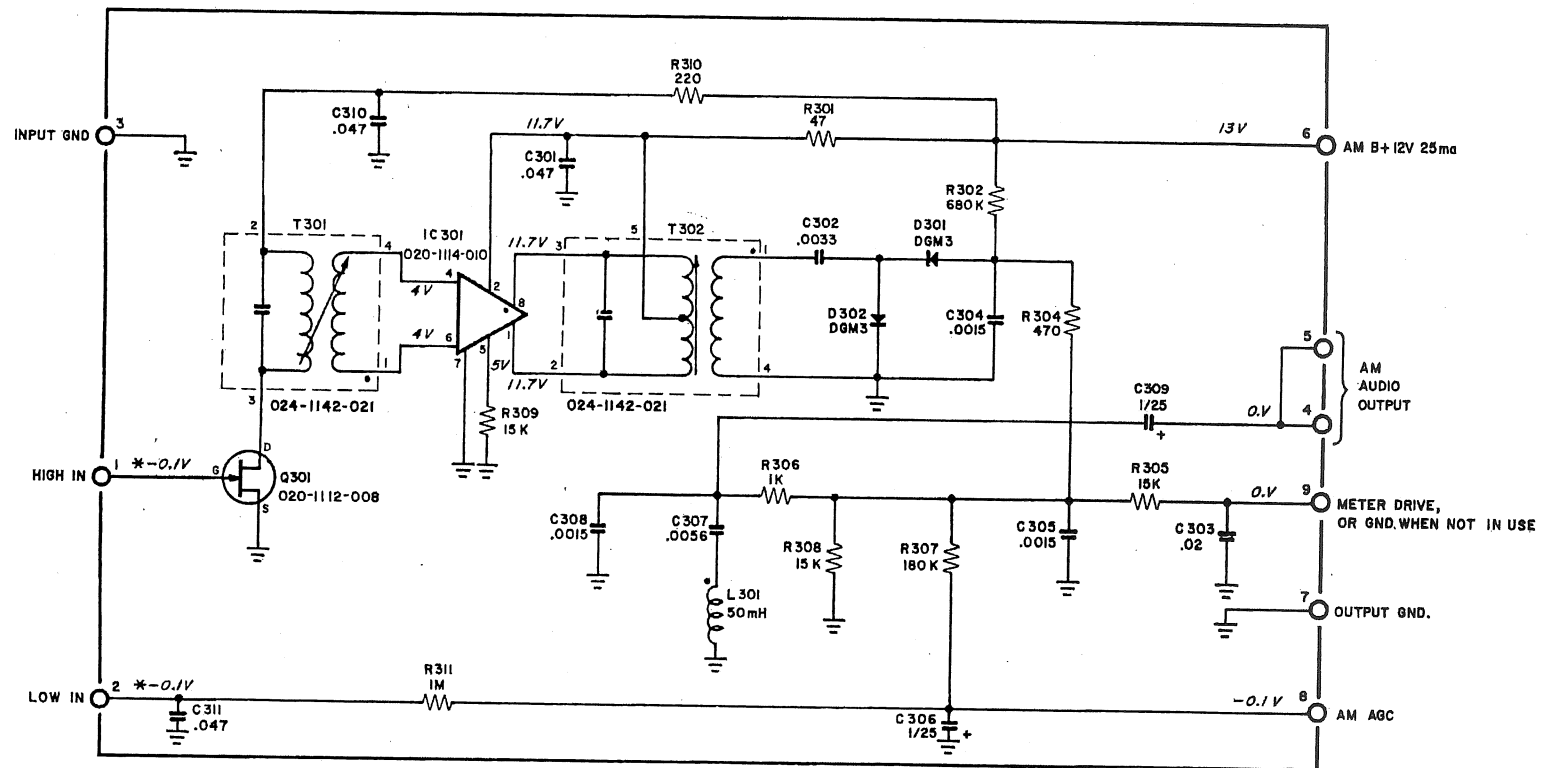 R310
220
C310
.047
R301
47
11.7V
13V
INPUT GND
3
6
AM B+ 12V 25ma
C301
.047
R302
680K
2
T301
IC301
020-1114-010
11.7V
3
5
T302
C302
.0033
D301
DGM3
1
4
4
4V
2
8
D302
DGM3
C304
.0015
R304
470
4V
6
7
5
1
5V
11.7V
2
4
1
3
024-1142-021
024-1142-021
R309
15K
5
AM
AUDIO
OUTPUT
C309
1/25
+
0.V
4
HIGH IN
1
*-0.1V
G
D
S
Q301
020-1112-008
R306
1K
R305
15K
0.V
9
METER DRIVE,
OR GND. WHEN NOT IN USE
C308
.0015
C307
.0056
R308
15K
R307
180K
C305
.0015
C303
.02
L301
50mH
7
OUTPUT GND.
LOW IN
2
*-0.1V
C311
.047
R311
1M
C306
1/25
+
-0.1V
8
AM AGC